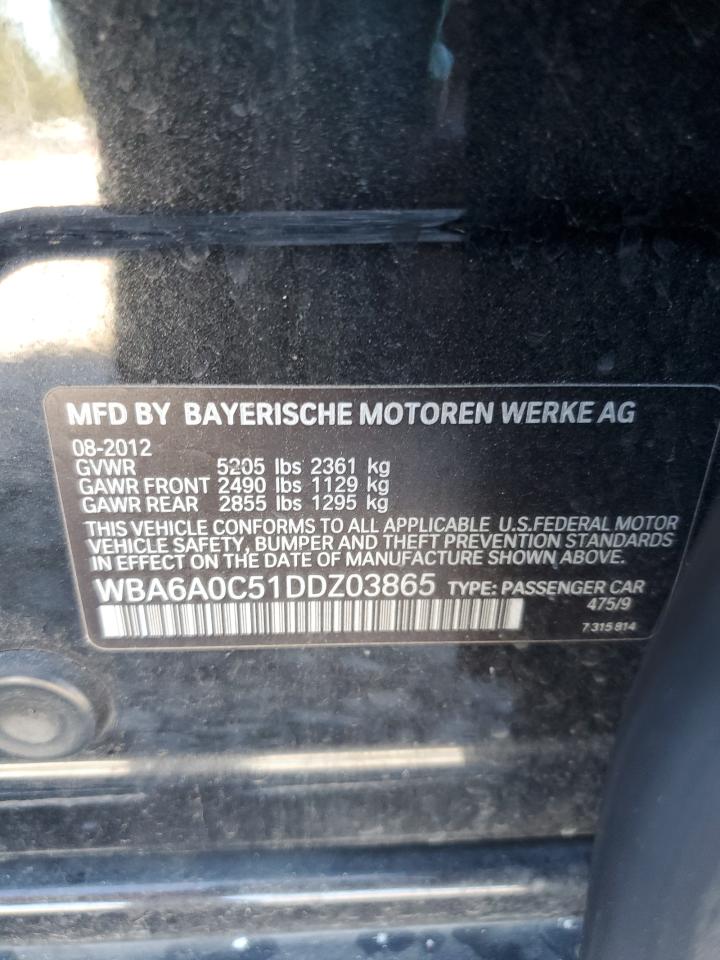 MFD BY BAYERISCHE MOTOREN WERKE AG
08-2012
GVWR 5205 lbs 2361 kg
GAWR FRONT 2490 lbs 1129 kg
GAWR REAR 2855 lbs 1295 kg
THIS VEHICLE CONFORMS TO ALL APPLICABLE U.S.FEDERAL MOTOR
VEHICLE SAFETY, BUMPER AND THEFT PREVENTION STANDARDS
IN EFFECT ON THE DATE OF MANUFACTURE SHOWN ABOVE.
WBA6A0C51DDZ03865 TYPE: PASSENGER CAR
475/9
7 315 814